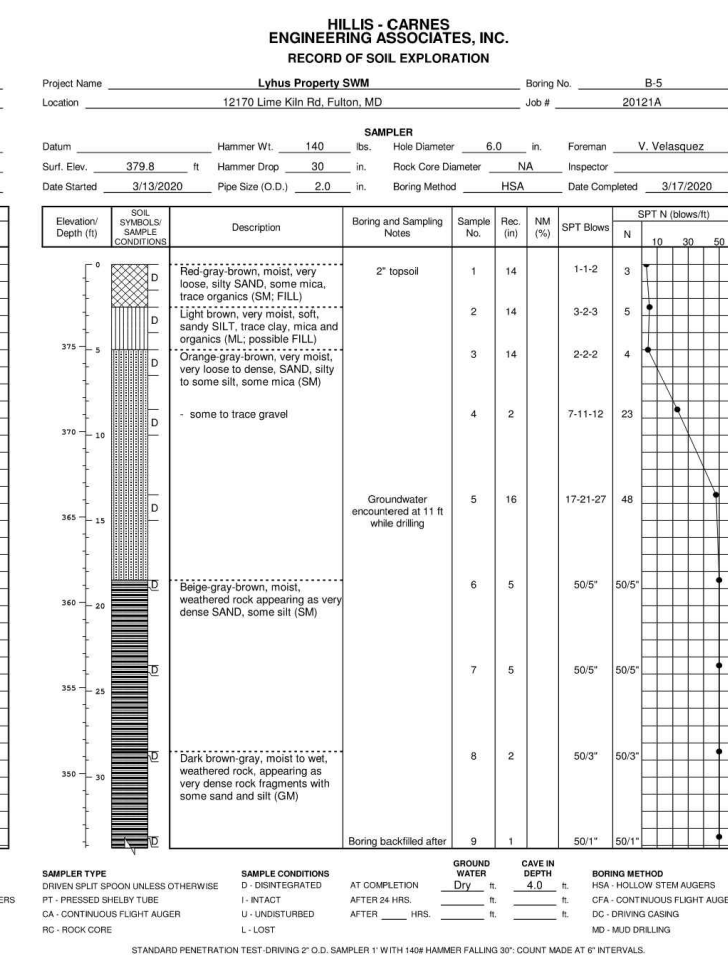 HILLIS - CARNES
ENGINEERING ASSOCIATES, INC.
RECORD OF SOIL EXPLORATION
Project Name Lyhus Property SWM Boring No. B-5
Location 12170 Lime Kiln Rd, Fulton, MD Job # 20121A
SAMPLER
Datum Hammer Wt. 140 lbs. Hole Diameter 6.0 in. Foreman V. Velasquez
Surf. Elev. 379.8 ft Hammer Drop 30 in. Rock Core Diameter NA Inspector
Date Started 3/13/2020 Pipe Size (O.D.) 2.0 in. Boring Method HSA Date Completed 3/17/2020
Elevation/
Depth (ft)
SOIL
SYMBOLS/
SAMPLE
CONDITIONS
Description
Boring and Sampling
Notes
Sample
No.
Rec.
(in)
NM
(%)
SPT Blows
SPT N (blows/ft)
N
10 30 50
0
D
Red-gray-brown, moist, very
loose, silty SAND, some mica,
trace organics (SM; FILL)
2" topsoil
1 14 1-1-2 3
D
Light brown, very moist, soft,
sandy SILT, trace clay, mica and
organics (ML; possible FILL)
2 14 3-2-3 5
375 5
D
Orange-gray-brown, very moist,
very loose to dense, SAND, silty
to some silt, some mica (SM)
3 14 2-2-2 4
D
- some to trace gravel
4 2 7-11-12 23
370 10
D
Groundwater
encountered at 11 ft
while drilling
5 16 17-21-27 48
365 15
D
Beige-gray-brown, moist,
weathered rock appearing as very
dense SAND, some silt (SM)
6 5 50/5" 50/5"
360 20
D
7 5 50/5" 50/5"
355 25
D
Dark brown-gray, moist to wet,
weathered rock, appearing as
very dense rock fragments with
some sand and silt (GM)
8 2 50/3" 50/3"
350 30
D
Boring backfilled after 9 1 50/1" 50/1"
SAMPLER TYPE
DRIVEN SPLIT SPOON UNLESS OTHERWISE
PT - PRESSED SHELBY TUBE
CA - CONTINUOUS FLIGHT AUGER
RC - ROCK CORE
SAMPLE CONDITIONS
D - DISINTEGRATED
I - INTACT
U - UNDISTURBED
L - LOST
GROUND
WATER
CAVE IN
DEPTH
AT COMPLETION Dry ft. 4.0 ft.
AFTER 24 HRS. ft. ft.
AFTER HRS. ft. ft.
BORING METHOD
HSA - HOLLOW STEM AUGERS
CFA - CONTINUOUS FLIGHT AUGE
DC - DRIVING CASING
MD - MUD DRILLING
ERS
STANDARD PENETRATION TEST-DRIVING 2" O.D. SAMPLER 1' WITH 140# HAMMER FALLING 30": COUNT MADE AT 6" INTERVALS.